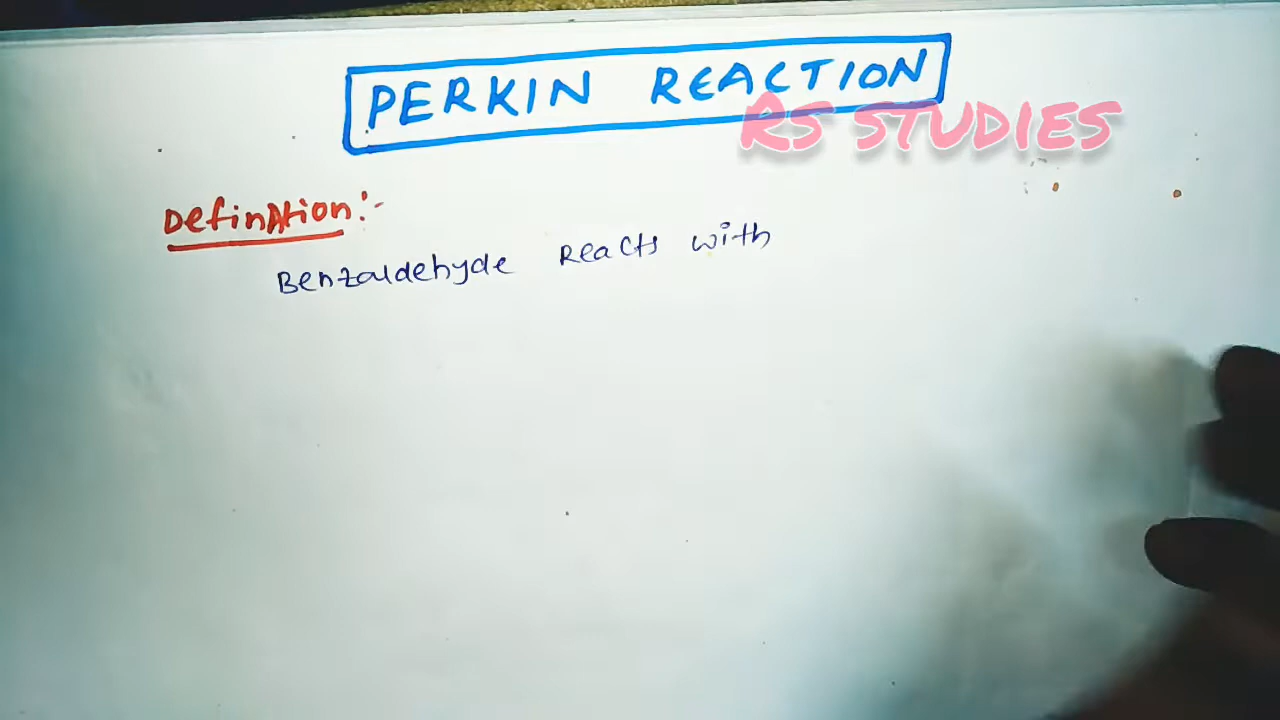 PERKIN REACTION
RS STUDIES
Defination:-
Benzaldehyde Reacts with